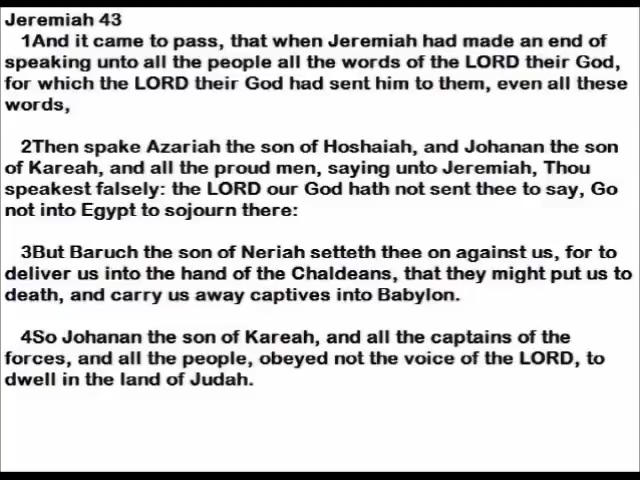 Jeremiah 43
1And it came to pass, that when Jeremiah had made an end of
speaking unto all the people all the words of the LORD their God,
for which the LORD their God had sent him to them, even all these
words,
2Then spake Azariah the son of Hoshaiah, and Johanan the son
of Kareah, and all the proud men, saying unto Jeremiah, Thou
speakest falsely: the LORD our God hath not sent thee to say, Go
not into Egypt to sojourn there:
3But Baruch the son of Neriah setteth thee on against us, for to
deliver us into the hand of the Chaldeans, that they might put us to
death, and carry us away captives into Babylon.
4So Johanan the son of Kareah, and all the captains of the
forces, and all the people, obeyed not the voice of the LORD, to
dwell in the land of Judah.